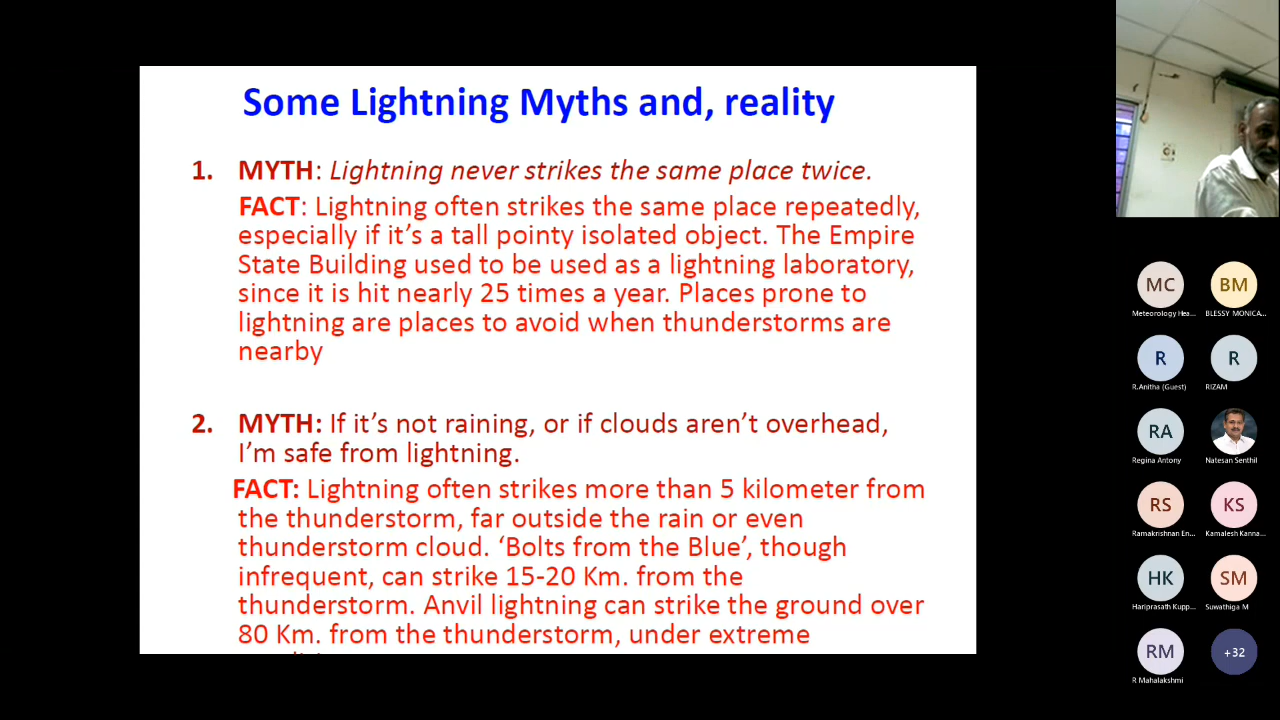 Some Lightning Myths and, reality
1. MYTH: Lightning never strikes the same place twice.
FACT: Lightning often strikes the same place repeatedly,
especially if it’s a tall pointy isolated object. The Empire
State Building used to be used as a lightning laboratory,
since it is hit nearly 25 times a year. Places prone to
lightning are places to avoid when thunderstorms are
nearby
2. MYTH: If it’s not raining, or if clouds aren’t overhead,
I’m safe from lightning.
FACT: Lightning often strikes more than 5 kilometer from
the thunderstorm, far outside the rain or even
thunderstorm cloud. ‘Bolts from the Blue’, though
infrequent, can strike 15-20 Km. from the
thunderstorm. Anvil lightning can strike the ground over
80 Km. from the thunderstorm, under extreme
MC BM
Meteorology Hea... BLESSY MONICA...
R R
R.Anitha (Guest) RIZAM
RA
Regina Antony Natesan Senthil
RS KS
Ramakrishnan En... Kamalesh Kanna...
HK SM
Hariprasath Kupp... Suwathiga M
RM +32
R Mahalakshmi